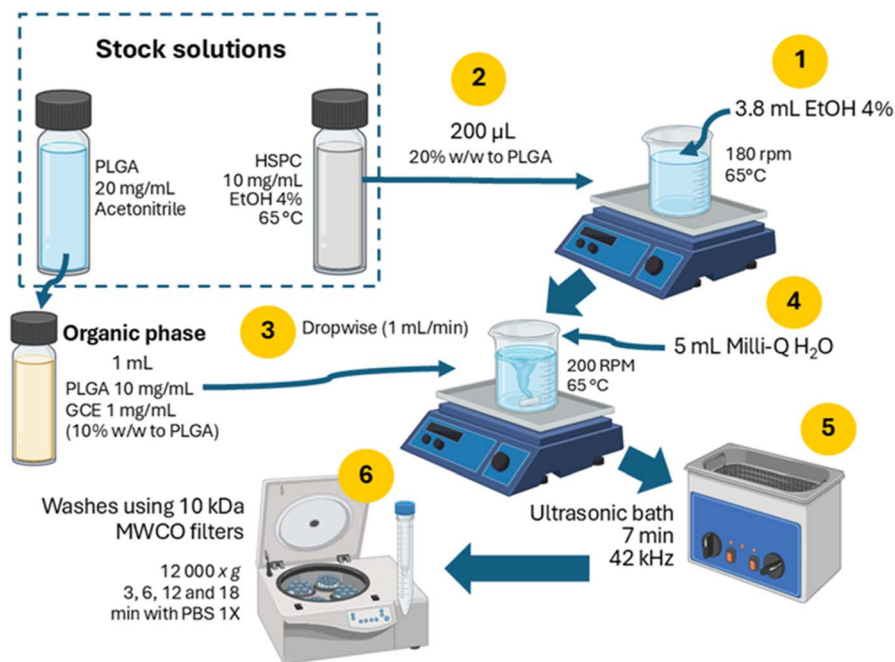 Stock solutions
PLGA
20 mg/mL
Acetonitrile
HSPC
10 mg/mL
EtOH 4%
65 °C
2
200 µL
20% w/w to PLGA
1
3.8 mL EtOH 4%
180 rpm
65°C
Organic phase
1 mL
PLGA 10 mg/mL
GCE 1 mg/mL
(10% w/w to PLGA)
3
Dropwise (1 mL/min)
4
5 mL Milli-Q H₂O
200 RPM
65 °C
5
Ultrasonic bath
7 min
42 kHz
6
Washes using 10 kDa
MWCO filters
12 000 x g
3, 6, 12 and 18
min with PBS 1X